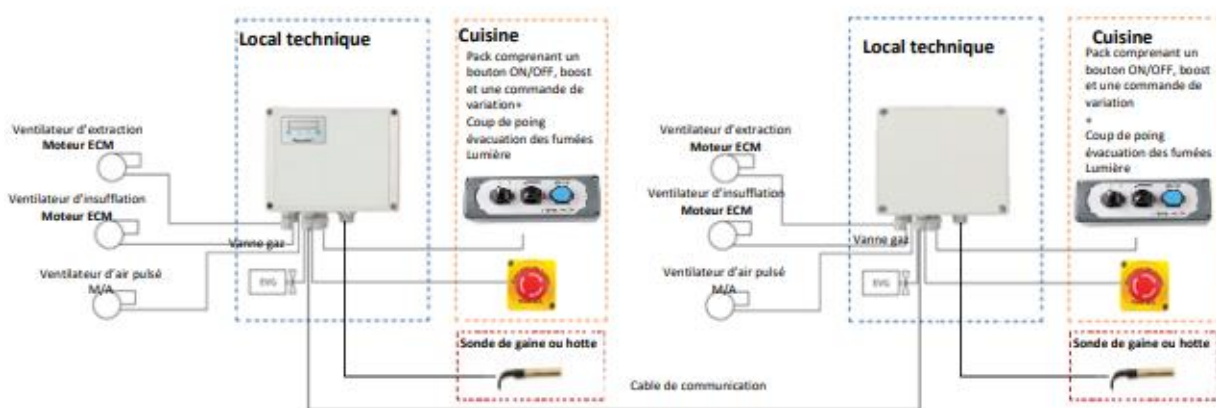 Local technique
Cuisine
Pack comprenant un
bouton ON/OFF, boost
et une commande de
variation+
Coup de poing
évacuation des fumées
Lumière
Ventilateur d'extraction
Moteur ECM
Ventilateur d'insufflation
Moteur ECM
Vanne gaz
Ventilateur d'air pulsé
M/A
EVG
Sonde de gaine ou hotte
Local technique
Cuisine
Pack comprenant un
bouton ON/OFF, boost
et une commande de
variation
+
Coup de poing
évacuation des fumées
Lumière
Ventilateur d'extraction
Moteur ECM
Ventilateur d'insufflation
Moteur ECM
Vanne gaz
Ventilateur d'air pulsé
M/A
EVG
Sonde de gaine ou hotte
Cable de communication